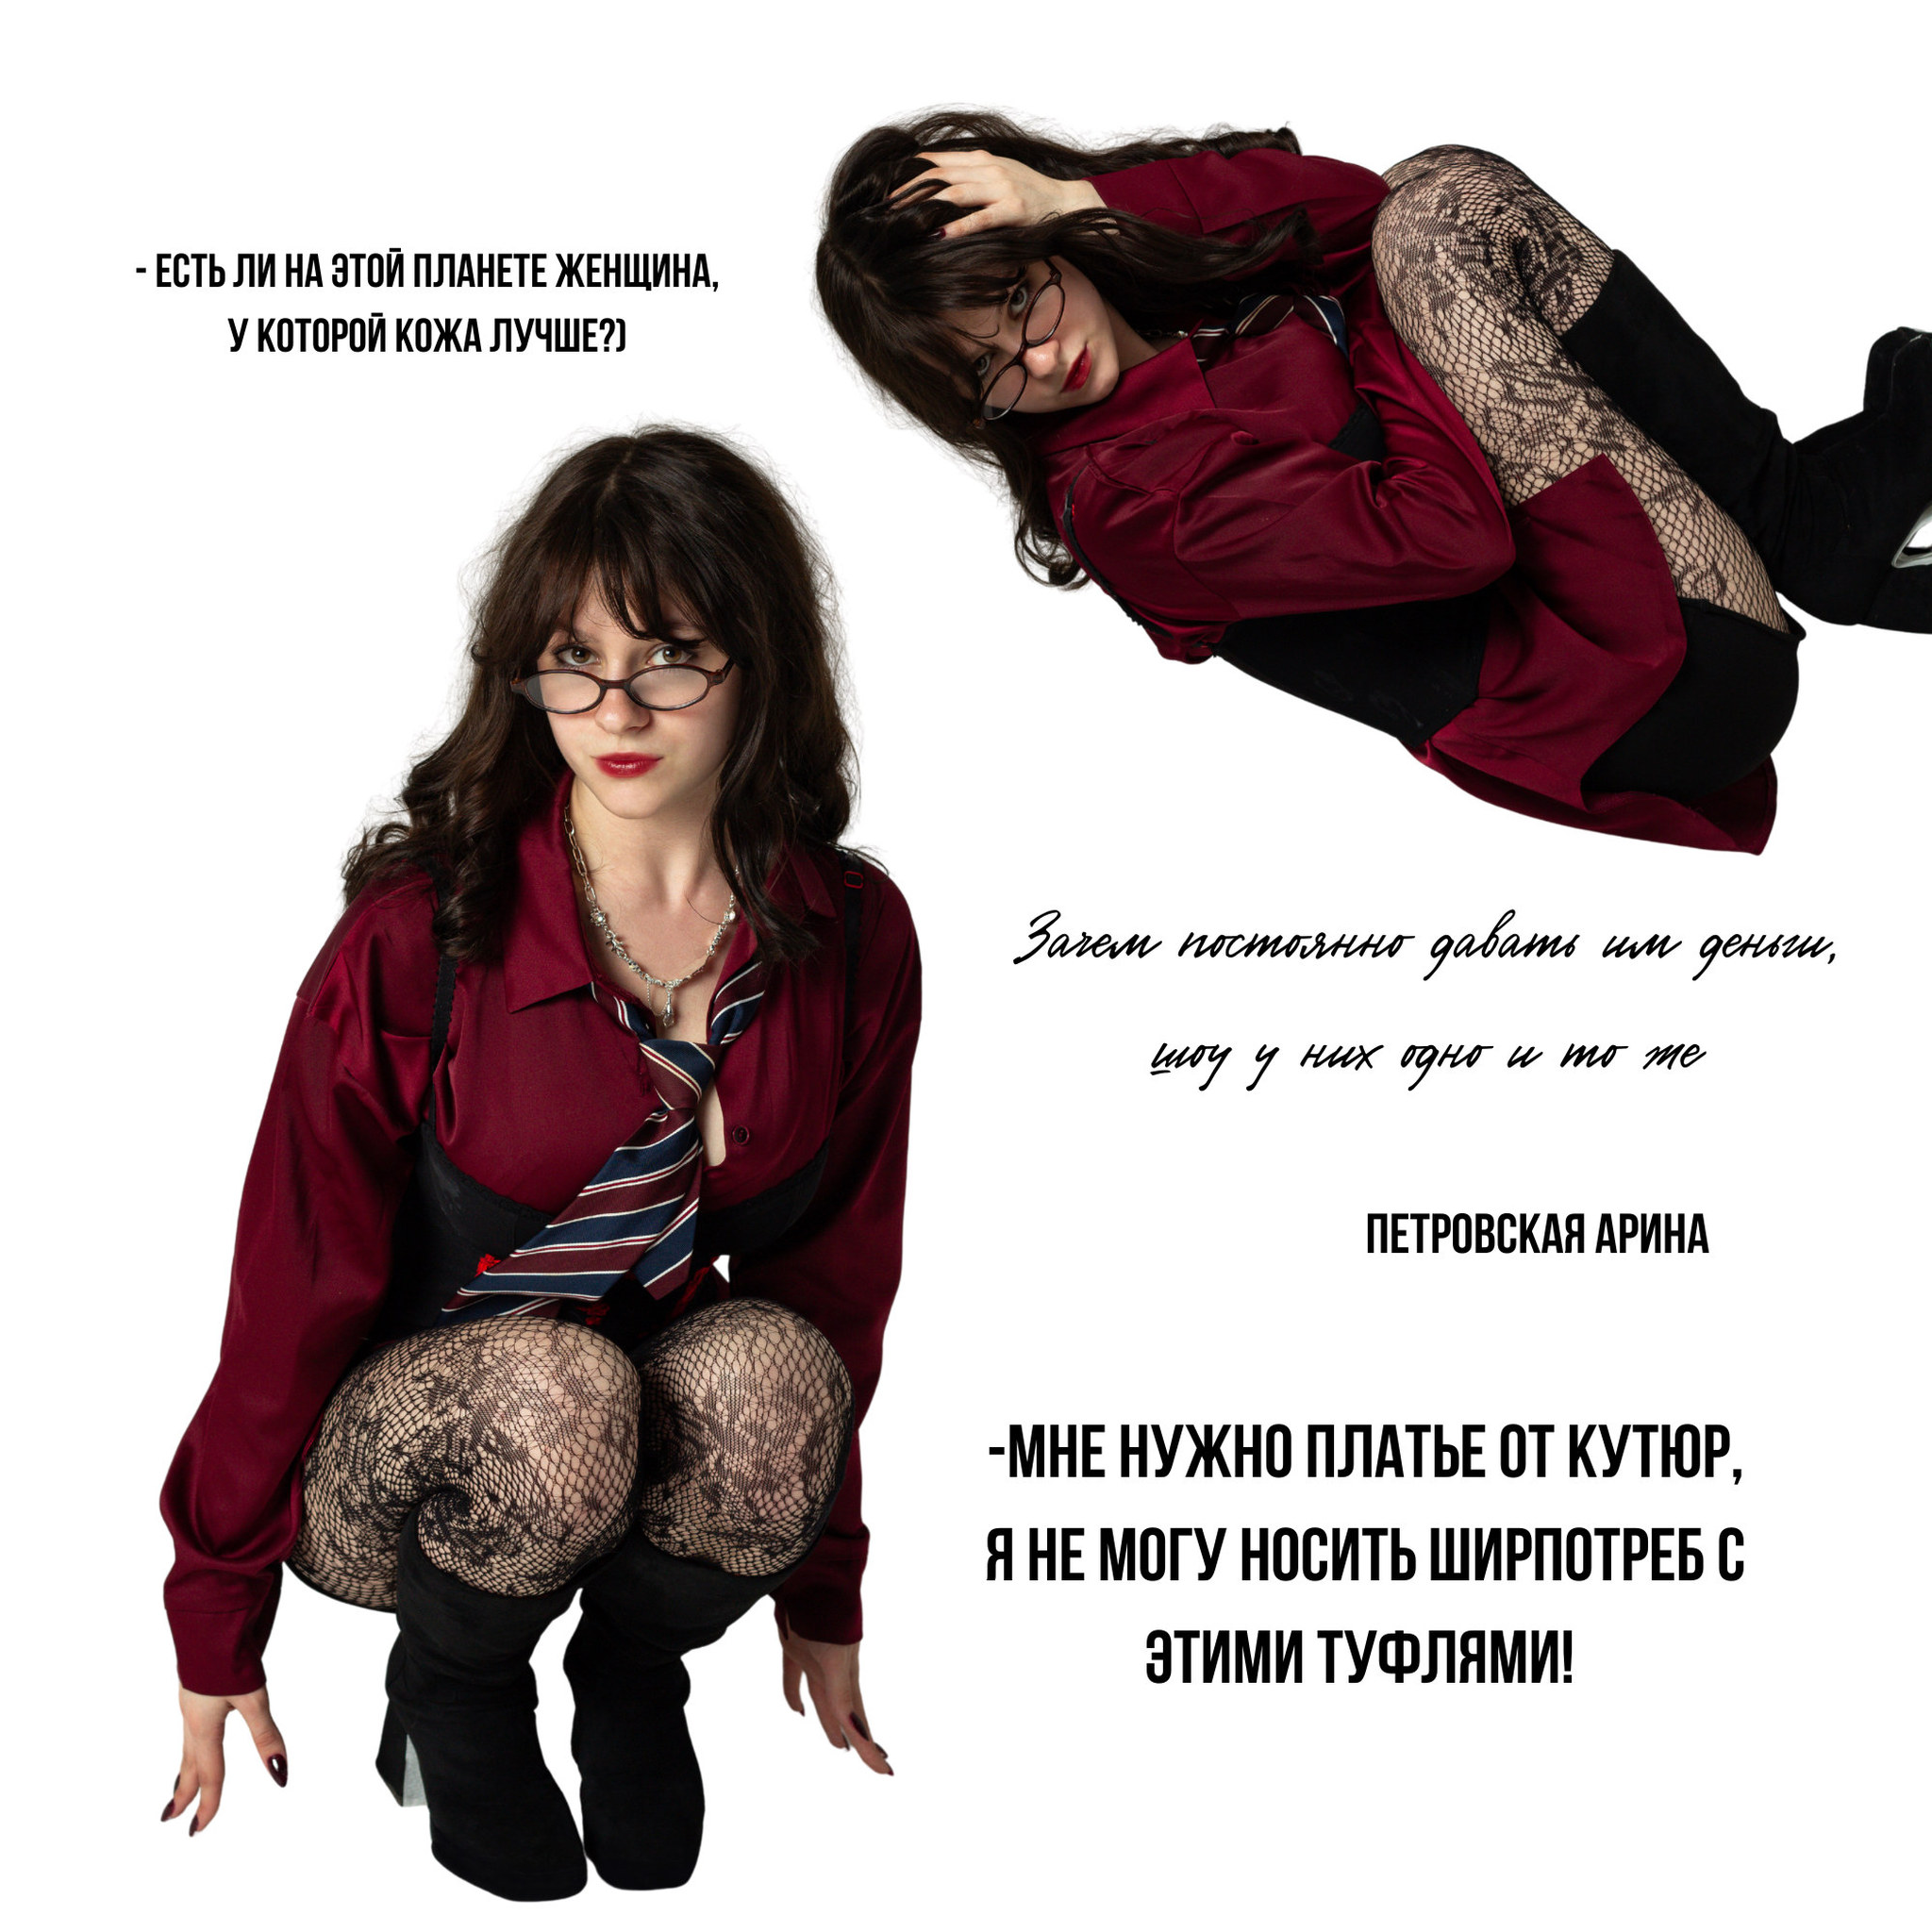 - ЕСТЬ ЛИ НА ЭТОЙ ПЛАНЕТЕ ЖЕНЩИНА,
У КОТОРОЙ КОЖА ЛУЧШЕ?)
Зачем постоянно давать им деньги,
шоу у них одно и то же
ПЕТРОВСКАЯ АРИНА
-МНЕ НУЖНО ПЛАТЬЕ ОТ КУТЮР,
Я НЕ МОГУ НОСИТЬ ШИРПОТРЕБ С
ЭТИМИ ТУФЛЯМИ!